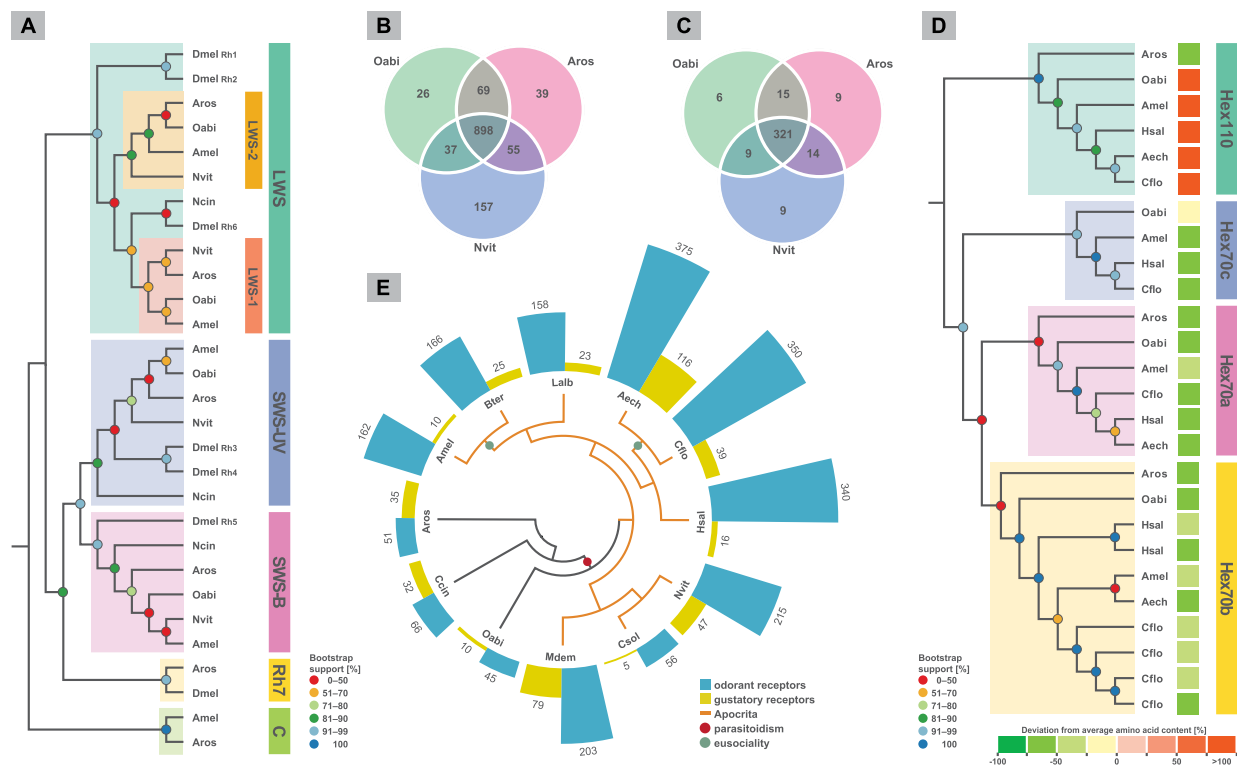 A
Dmel Rh1
Dmel Rh2
Aros
Oabi
Amel
Nvit
Ncin
Dmel Rh6
Nvit
Aros
Oabi
Amel
LWS-2
LWS-1
LWS
Amel
Oabi
Aros
Nvit
Dmel Rh3
Dmel Rh4
Ncin
SWS-UV
Dmel Rh5
Ncin
Aros
Oabi
Nvit
Amel
SWS-B
Aros
Dmel
Rh7
Amel
Aros
C
Bootstrap
support [%]
0–50
51–70
71–80
81–90
91–99
100
B
Oabi
Aros
26
69
39
898
37
55
157
Nvit
C
Oabi
Aros
6
15
9
321
9
14
9
Nvit
E
375
158
23
116
350
166
25
Lalb
Aech
39
Bter
Cflo
162
10
Amel
340
35
Aros
Hsal
16
51
32
Ccin
Nvit
215
66
47
10
Oabi
Mdem
Csol
5
56
45
79
203
odorant receptors
gustatory receptors
Apocrita
parasitoidism
eusociality
D
Aros
Oabi
Amel
Hsal
Aech
Cflo
Hex110
Oabi
Amel
Hsal
Cflo
Hex70c
Aros
Oabi
Amel
Cflo
Hsal
Aech
Hex70a
Aros
Oabi
Hsal
Hsal
Amel
Aech
Cflo
Cflo
Cflo
Cflo
Hex70b
Bootstrap
support [%]
0–50
51–70
71–80
81–90
91–99
100
Deviation from average amino acid content [%]
-100
-50
0
50
>100